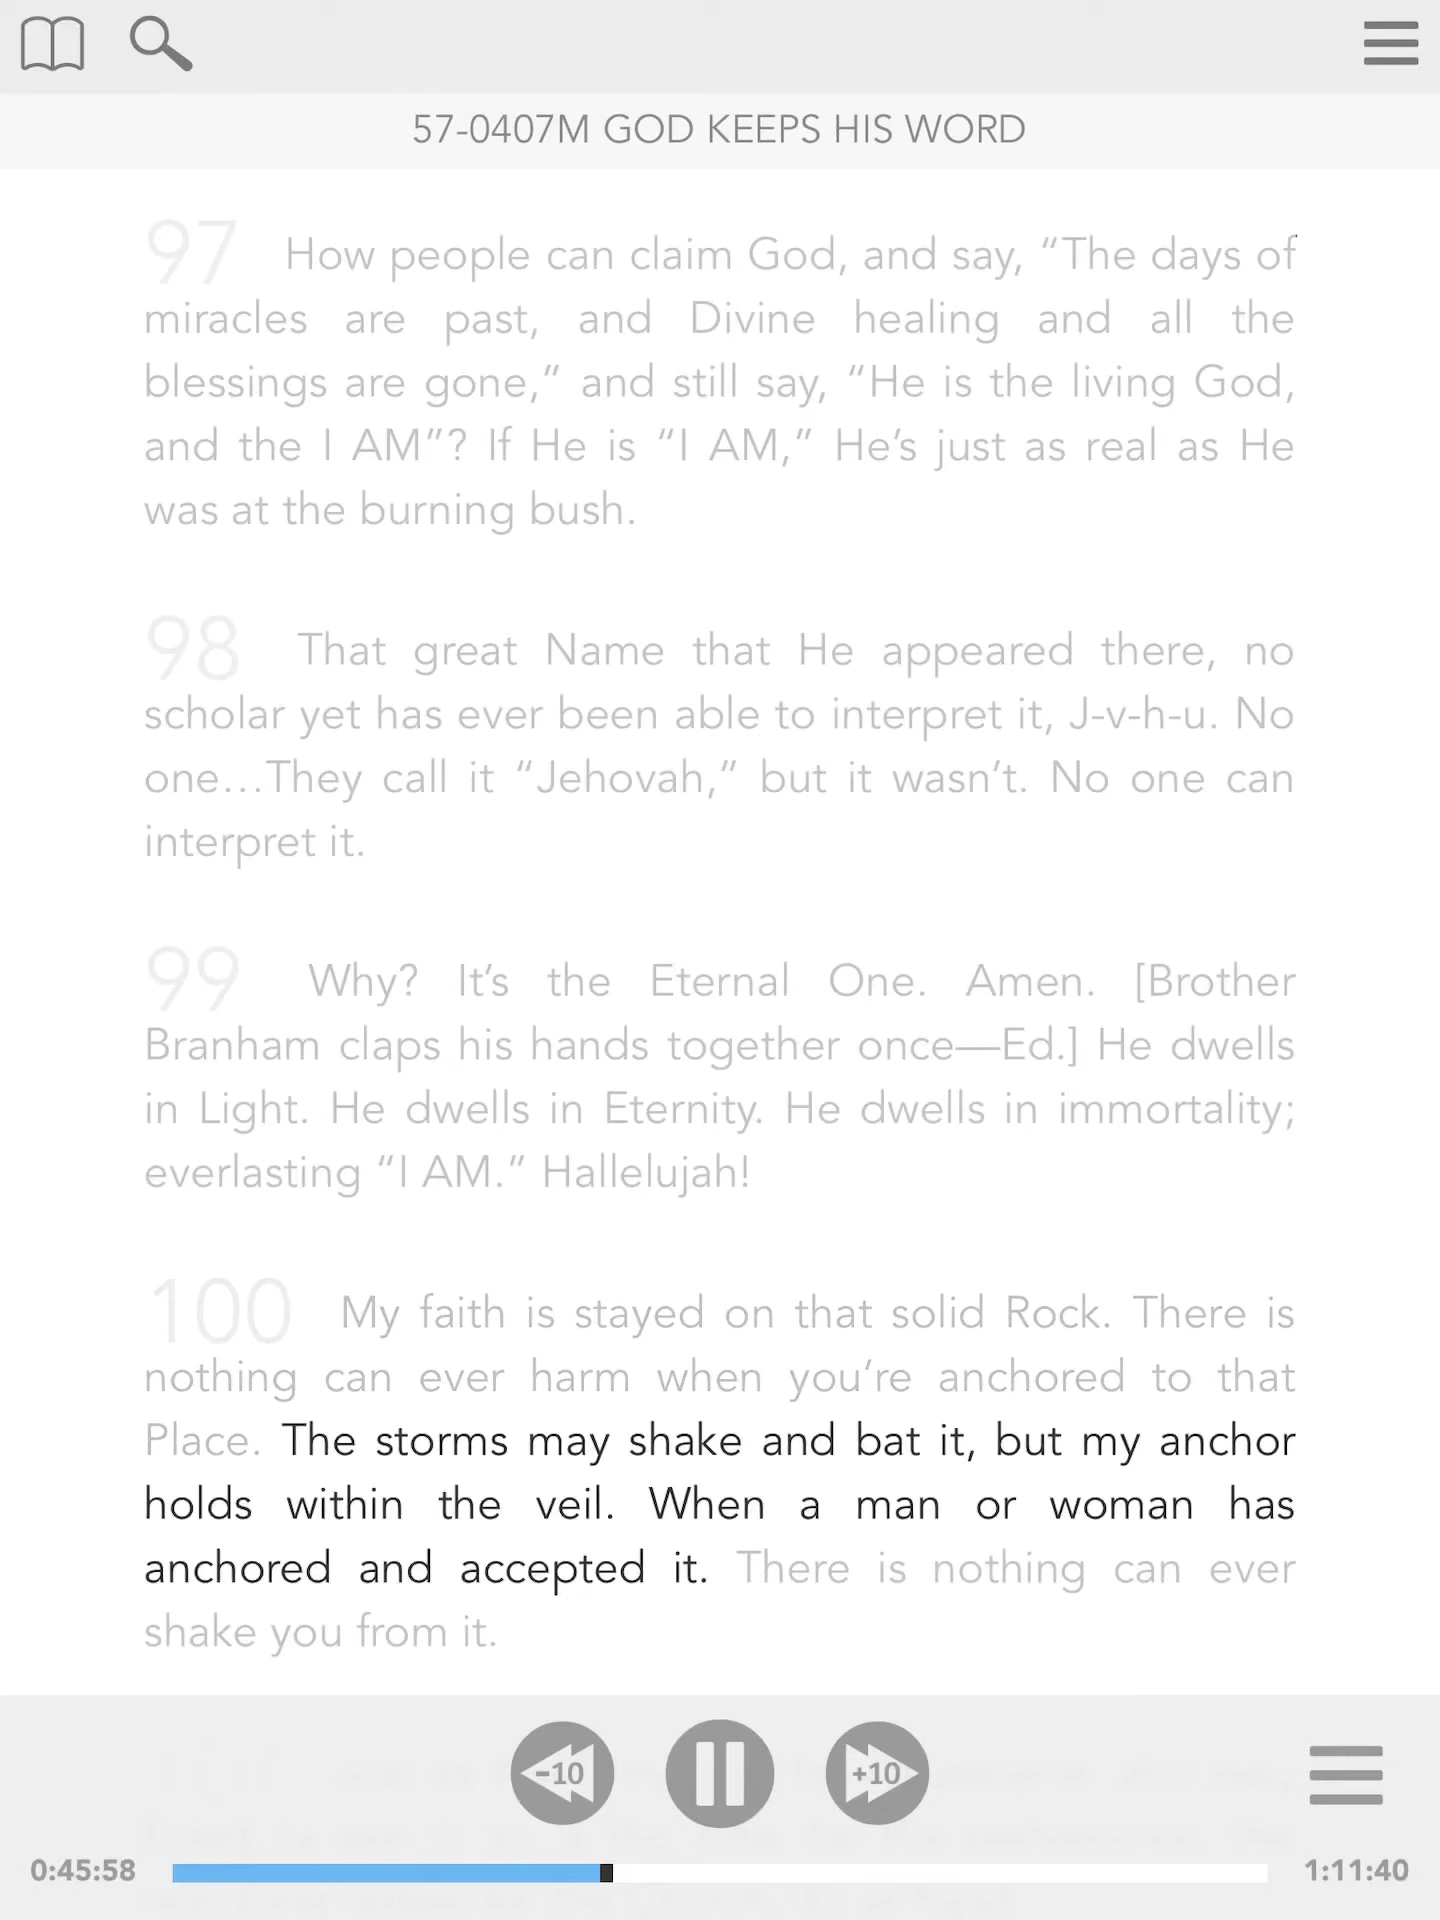 57-0407M GOD KEEPS HIS WORD
97 How people can claim God, and say, “The days of
miracles are past, and Divine healing and all the
blessings are gone,” and still say, “He is the living God,
and the I AM”? If He is “I AM,” He’s just as real as He
was at the burning bush.
98 That great Name that He appeared there, no
scholar yet has ever been able to interpret it, J-v-h-u. No
one…They call it “Jehovah,” but it wasn’t. No one can
interpret it.
99 Why? It’s the Eternal One. Amen. [Brother
Branham claps his hands together once—Ed.] He dwells
in Light. He dwells in Eternity. He dwells in immortality;
everlasting “I AM.” Hallelujah!
100 My faith is stayed on that solid Rock. There is
nothing can ever harm when you’re anchored to that
Place. The storms may shake and bat it, but my anchor
holds within the veil. When a man or woman has
anchored and accepted it. There is nothing can ever
shake you from it.
-10 +10
0:45:58 1:11:40